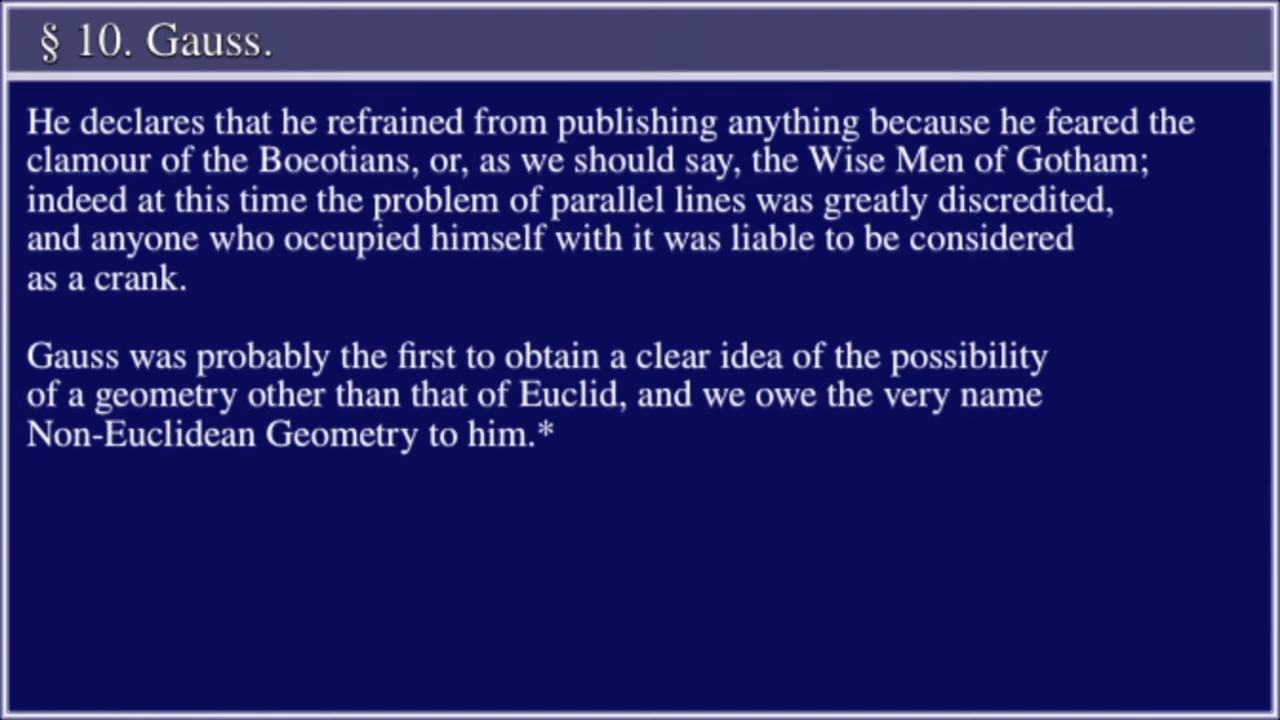 § 10. Gauss.
He declares that he refrained from publishing anything because he feared the
clamour of the Boeotians, or, as we should say, the Wise Men of Gotham;
indeed at this time the problem of parallel lines was greatly discredited,
and anyone who occupied himself with it was liable to be considered
as a crank.
Gauss was probably the first to obtain a clear idea of the possibility
of a geometry other than that of Euclid, and we owe the very name
Non-Euclidean Geometry to him.*